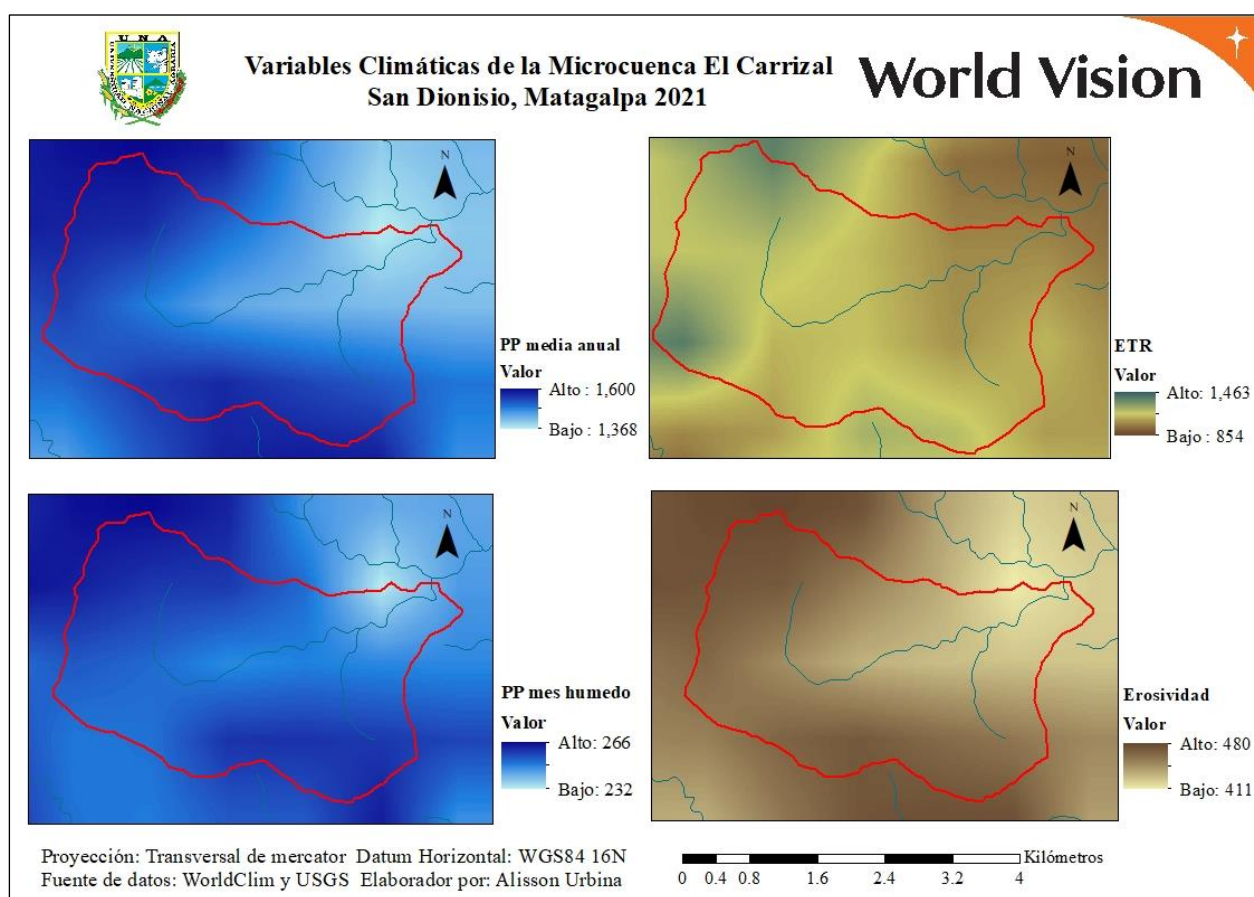 UNA
Variables Climáticas de la Microcuenca El Carrizal
San Dionisio, Matagalpa 2021
World Vision
N
PP media anual
Valor
Alto : 1,600
Bajo : 1,368
N
ETR
Valor
Alto: 1,463
Bajo : 854
N
PP mes humedo
Valor
Alto: 266
Bajo: 232
N
Erosividad
Valor
Alto: 480
Bajo: 411
Proyección: Transversal de mercator Datum Horizontal: WGS84 16N
Fuente de datos: WorldClim y USGS Elaborador por: Alisson Urbina
Kilómetros
0 0.4 0.8 1.6 2.4 3.2 4